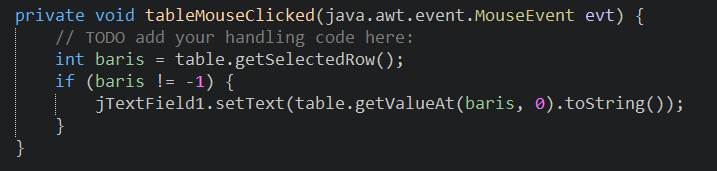 private void tableMouseClicked(java.awt.event.MouseEvent evt) {
// TODO add your handling code here:
int baris = table.getSelectedRow();
if (baris != -1) {
jTextField1.setText(table.getValueAt(baris, 0).toString());
}
}